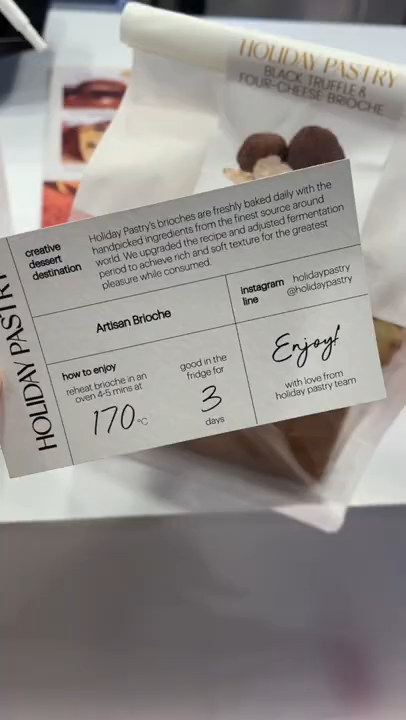 HOLIDAY PASTRY
BLACK TRUFFLE &
FOUR-CHEESE BRIOCHE
HOLIDAY PASTRY
creative
dessert
destination
Holiday Pastry's brioches are freshly baked daily with the
handpicked ingredients from the finest source around
world. We upgraded the recipe and adjusted fermentation
period to achieve rich and soft texture for the greatest
pleasure while consumed.
Artisan Brioche
instagram holidaypastry
line @holidaypastry
how to enjoy
reheat brioche in an
oven 4-5 mins at
170 °C
good in the
fridge for
3
days
Enjoy!
with love from
holiday pastry team